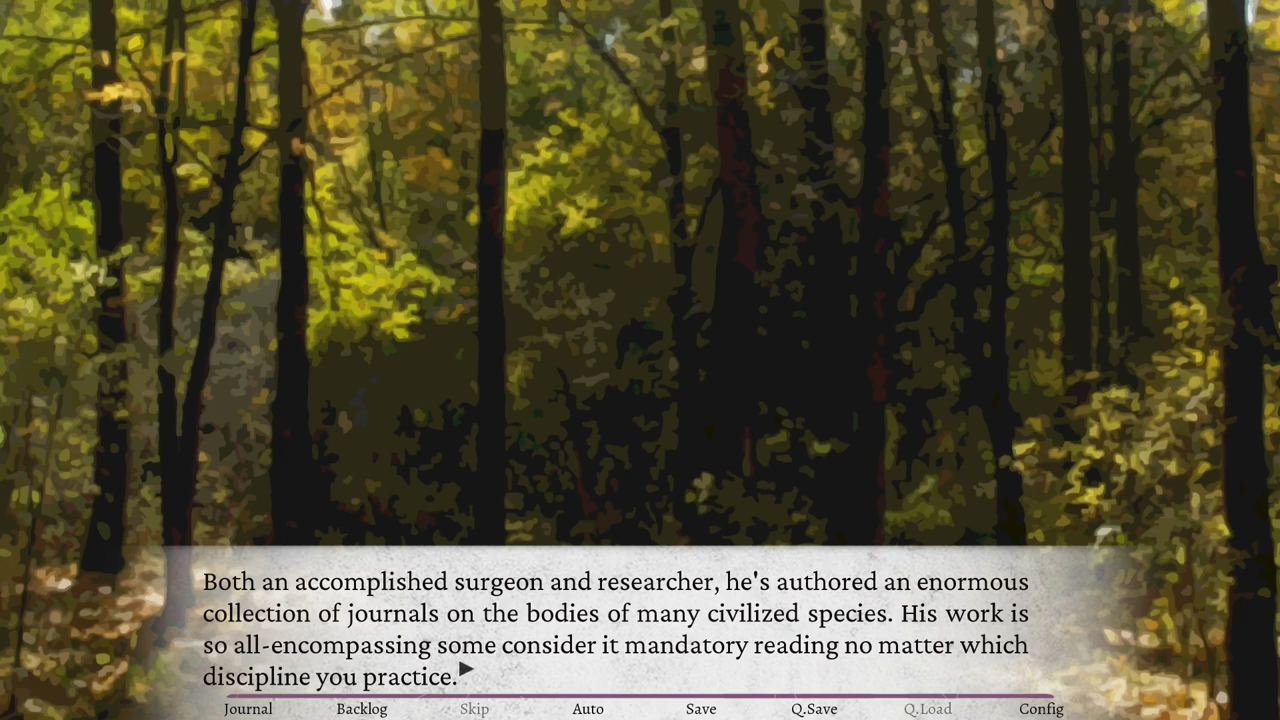 Both an accomplished surgeon and researcher, he's authored an enormous
collection of journals on the bodies of many civilized species. His work is
so all-encompassing some consider it mandatory reading no matter which
discipline you practice.
Journal Backlog Skip Auto Save Q.Save Q.Load Config